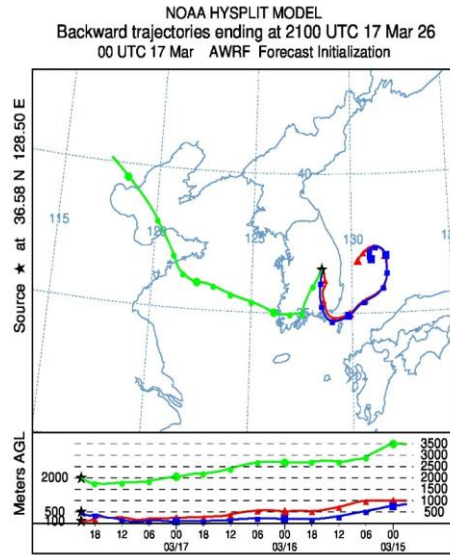 NOAA HYSPLIT MODEL
Backward trajectories ending at 2100 UTC 17 Mar 26
00 UTC 17 Mar AWRF Forecast Initialization
Source ★ at 36.58 N 128.50 E
115
120
125
130
40
Meters AGL
2000
500
100
3500
3000
2500
2000
1500
1000
500
18 12 06 00 18 12 06 00 18 12 06 00
03/17 03/16 03/15